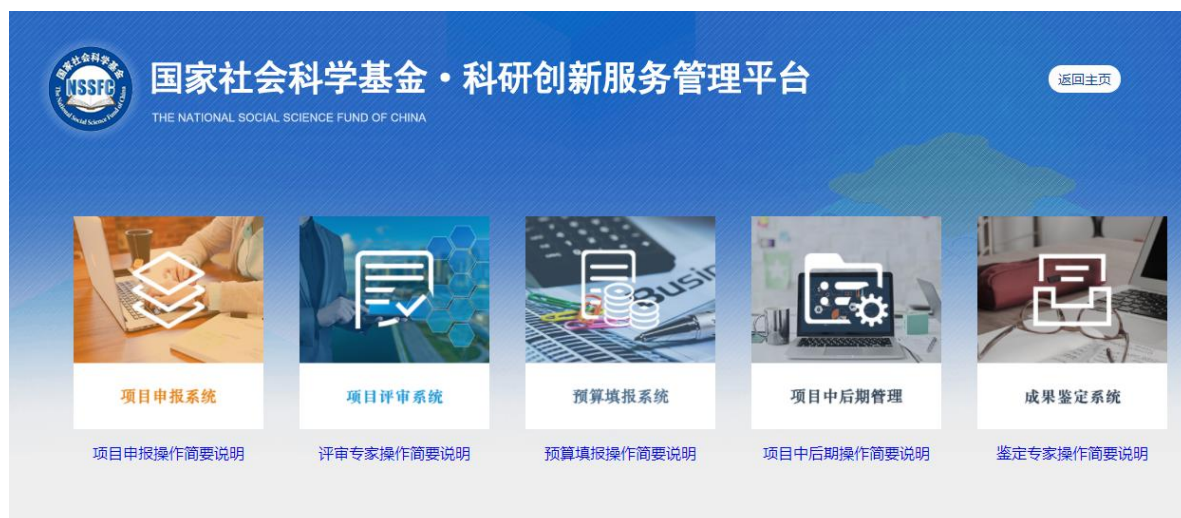 国家社会科学基金
NSSFC
The National Social Science Fund of China
国家社会科学基金·科研创新服务管理平台
THE NATIONAL SOCIAL SCIENCE FUND OF CHINA
返回主页
Busin
项目申报系统
项目评审系统
预算填报系统
项目中后期管理
成果鉴定系统
项目申报操作简要说明
评审专家操作简要说明
预算填报操作简要说明
项目中后期操作简要说明
鉴定专家操作简要说明